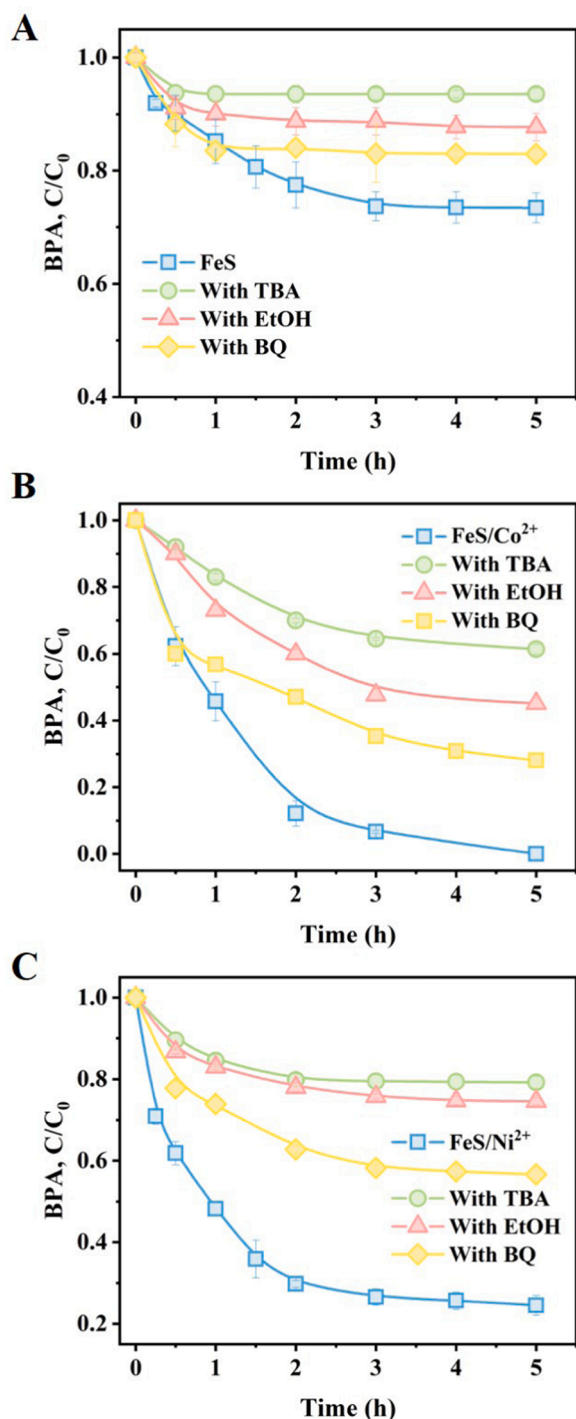 A
1.0
0.8
0.6
0.4
BPA, C/C₀
FeS
With TBA
With EtOH
With BQ
0 1 2 3 4 5
Time (h)
B
1.0
0.8
0.6
0.4
0.2
0.0
BPA, C/C₀
FeS/Co²⁺
With TBA
With EtOH
With BQ
0 1 2 3 4 5
Time (h)
C
1.0
0.8
0.6
0.4
0.2
BPA, C/C₀
FeS/Ni²⁺
With TBA
With EtOH
With BQ
0 1 2 3 4 5
Time (h)